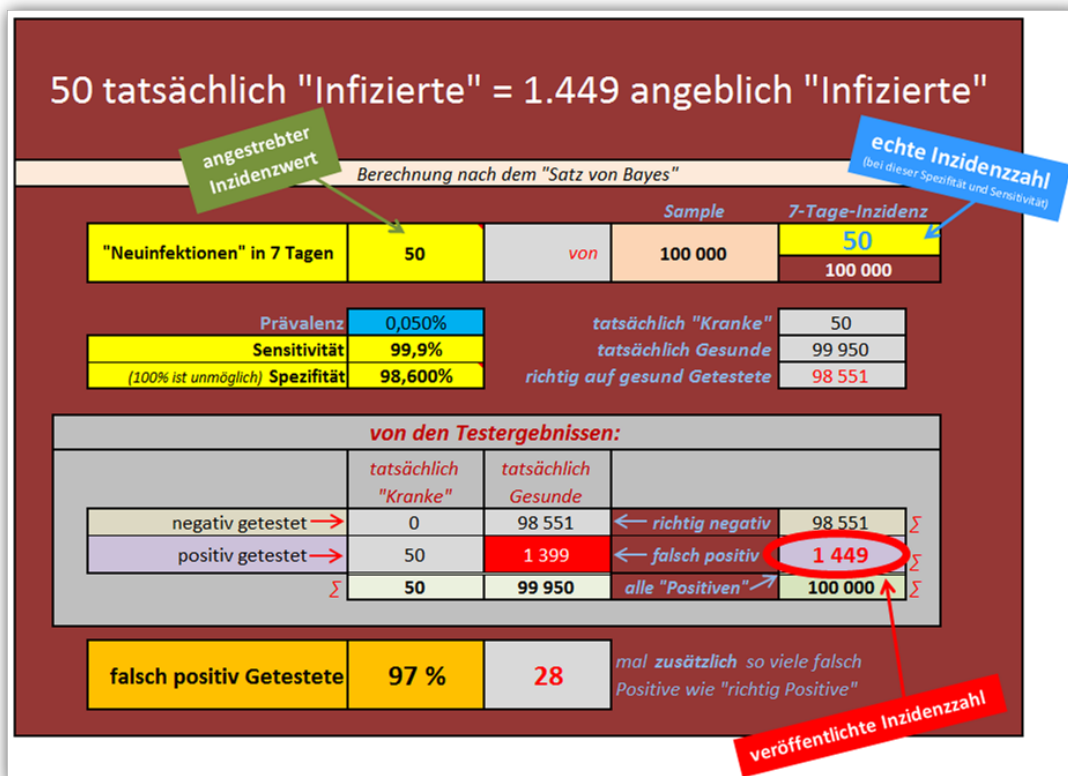 50 tatsächlich "Infizierte" = 1.449 angeblich "Infizierte"
angestrebter
Inzidenzwert
echte Inzidenzzahl
(bei dieser Spezifität und Sensitivität)
Berechnung nach dem "Satz von Bayes"
Sample 7-Tage-Inzidenz
"Neuinfektionen" in 7 Tagen 50 von 100 000 50
100 000
Prävalenz 0,050% tatsächlich "Kranke" 50
Sensitivität 99,9% tatsächlich Gesunde 99 950
(100% ist unmöglich) Spezifität 98,600% richtig auf gesund Getestete 98 551
von den Testergebnissen:
tatsächlich tatsächlich
"Kranke" Gesunde
negativ getestet 0 98 551 richtig negativ 98 551 Σ
positiv getestet 50 1 399 falsch positiv 1 449 Σ
Σ 50 99 950 alle "Positiven" 100 000 Σ
falsch positiv Getestete 97 % 28 mal zusätzlich so viele falsch
Positive wie "richtig Positive"
veröffentlichte Inzidenzzahl